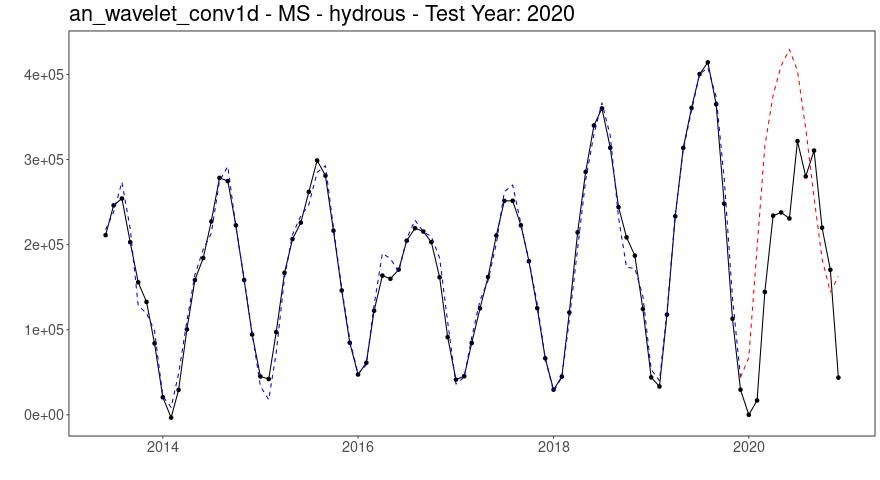 an_wavelet_conv1d - MS - hydrous - Test Year: 2020
4e+05
3e+05
2e+05
1e+05
0e+00
2014 2016 2018 2020